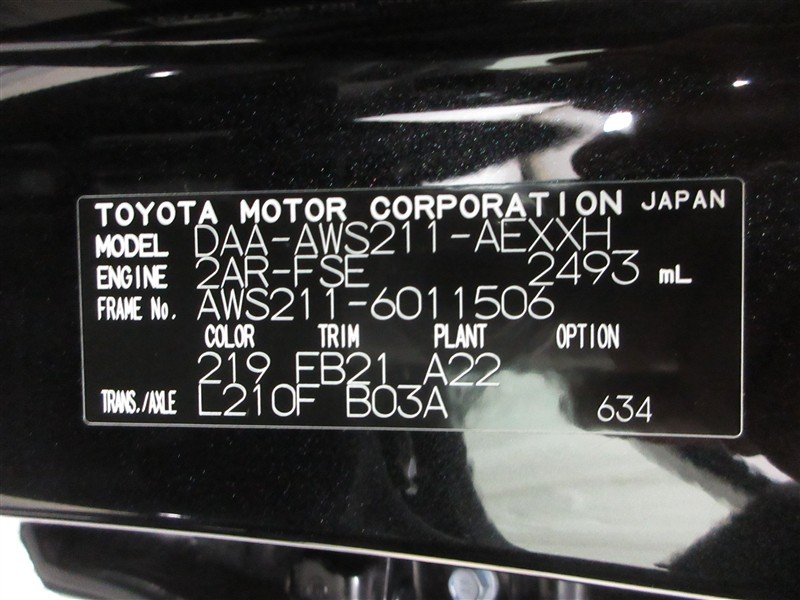 TOYOTA MOTOR CORPORATION JAPAN
MODEL DAA-AWS211-AEXXH
ENGINE 2AR-FSE 2493 mL
FRAME No. AWS211-6011506
COLOR TRIM PLANT OPTION
219 FB21 A22
TRANS./AXLE L210F B03A 634